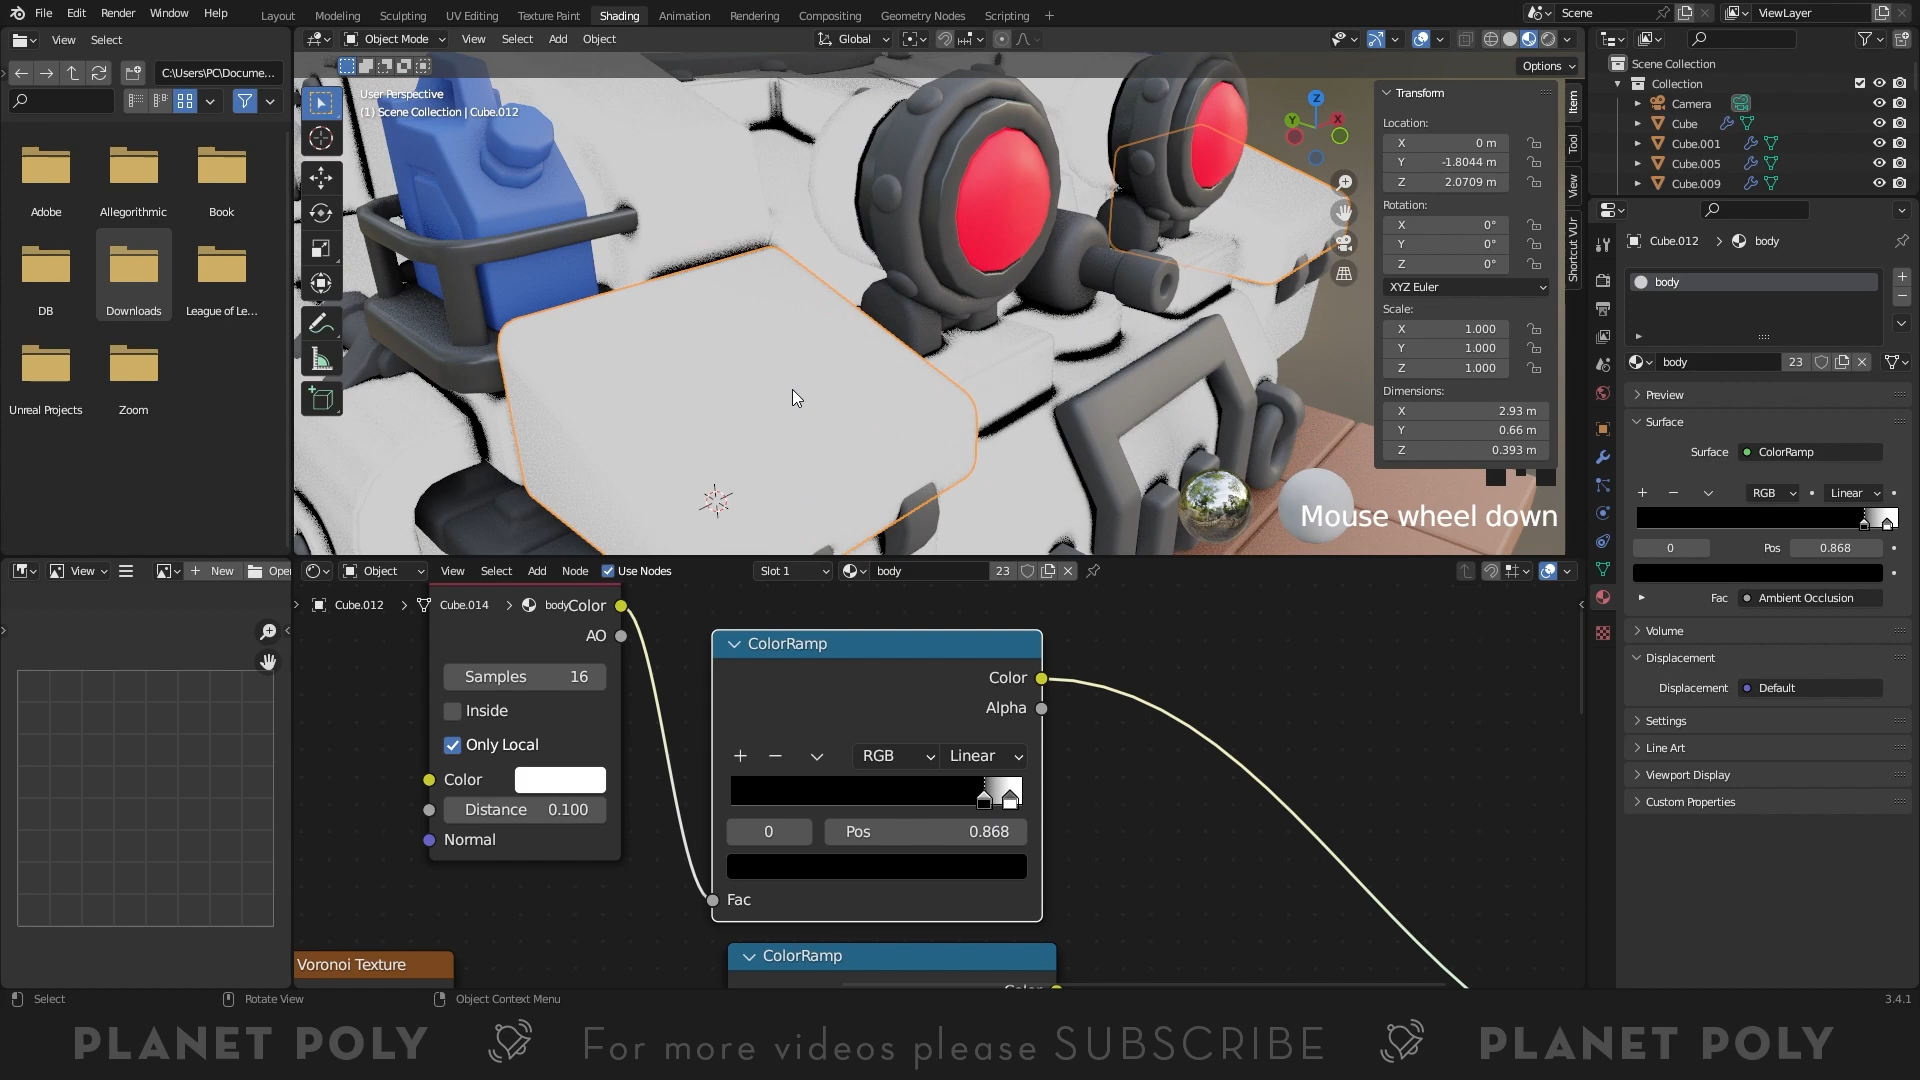 File Edit Render Window Help
Layout Modeling Sculpting UV Editing Texture Paint Shading Animation Rendering Compositing Geometry Nodes Scripting +
Scene
ViewLayer
View Select
C:\Users\PC\Docume...
Adobe Allegorithmic Book
DB Downloads League of Le...
Unreal Projects Zoom
Object Mode View Select Add Object
Global
Options
User Perspective
(1) Scene Collection | Cube.012
Z
Y
X
Transform
Location:
X 0 m
Y -1.8044 m
Z 2.0709 m
Rotation:
X 0°
Y 0°
Z 0°
XYZ Euler
Scale:
X 1.000
Y 1.000
Z 1.000
Dimensions:
X 2.93 m
Y 0.66 m
Z 0.393 m
Item
Tool
View
Shortcut VUr
Mouse wheel down
Scene Collection
Collection
Camera
Cube
Cube.001
Cube.005
Cube.009
Cube.012 > body
body
body 23
Preview
Surface
Surface ColorRamp
RGB Linear
0 Pos 0.868
Fac Ambient Occlusion
Volume
Displacement
Displacement Default
Settings
Line Art
Viewport Display
Custom Properties
View
New
Open
Object View Select Add Node Use Nodes Slot 1 body 23
Cube.012 > Cube.014 > body
Color
AO
Samples 16
Inside
Only Local
Color
Distance 0.100
Normal
ColorRamp
Color
Alpha
RGB Linear
0 Pos 0.868
Fac
Voronoi Texture
ColorRamp
Select Rotate View Object Context Menu
3.4.1
PLANET POLY For more videos please SUBSCRIBE PLANET POLY